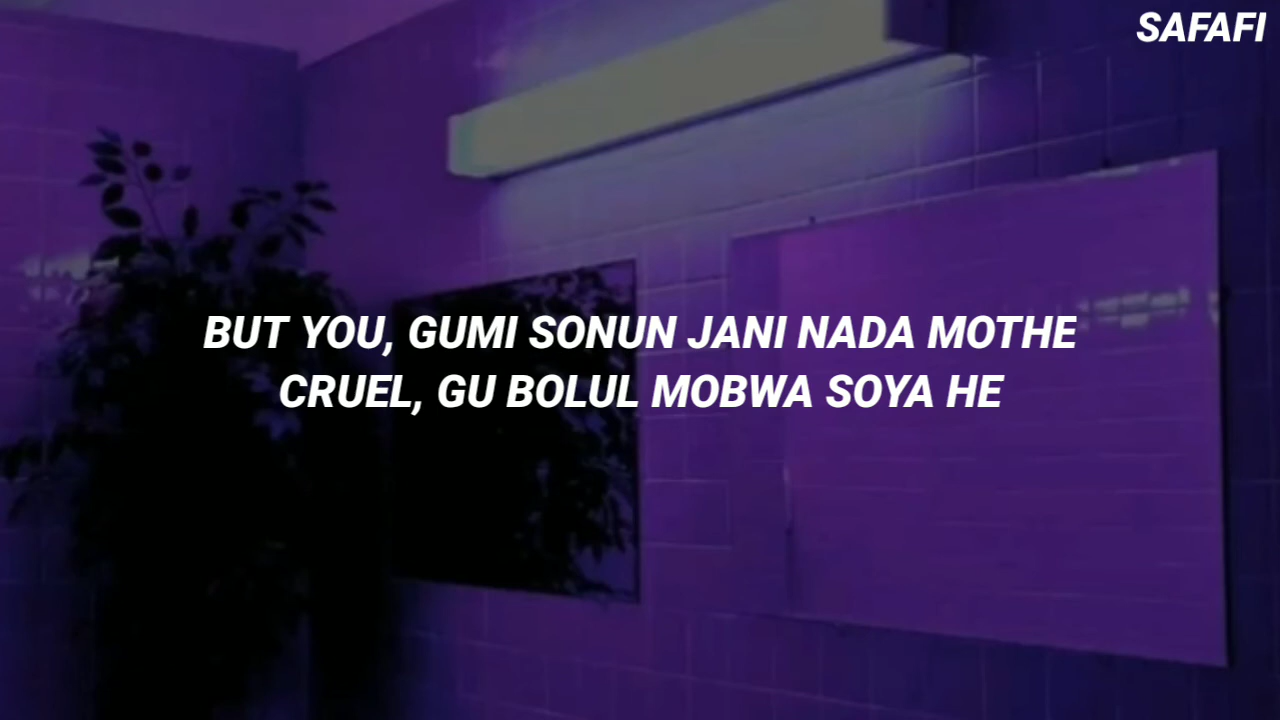 SAFAFI
BUT YOU, GUMI SONUN JANI NADA MOTHE
CRUEL, GU BOLUL MOBWA SOYA HE